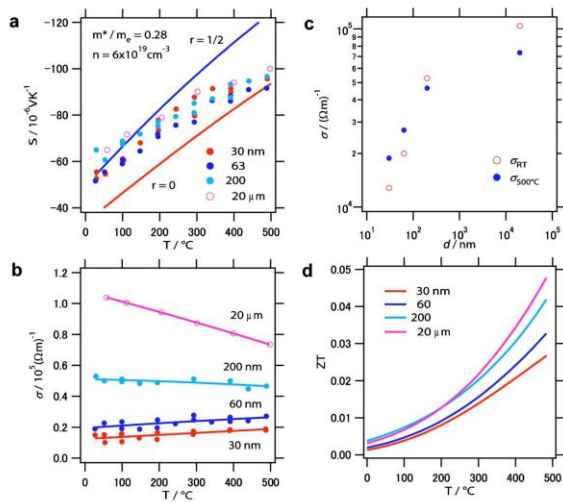 a
m*/mₑ = 0.28
n = 6x10¹⁹cm⁻³
r = 1/2
r = 0
30 nm
63
200
20 μm
-120
-100
-80
-60
-40
S / 10⁻⁶VK⁻¹
0 100 200 300 400 500
T / °C
b
20 μm
200 nm
60 nm
30 nm
1.2
1.0
0.8
0.6
0.4
0.2
0.0
σ/10⁵(Ωm)⁻¹
0 100 200 300 400 500
T / °C
c
10⁵
8
6
5
4
3
2
10⁴
σ / (Ωm)⁻¹
σRT
σ500°C
10¹ 10² 10³ 10⁴ 10⁵
d / nm
d
30 nm
60
200
20 μm
0.05
0.04
0.03
0.02
0.01
0.00
ZT
0 100 200 300 400 500
T / °C